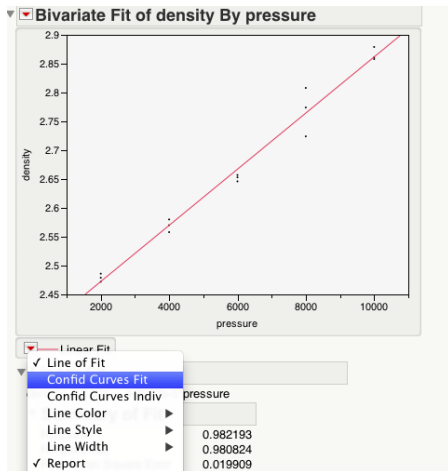 Bivariate Fit of density By pressure
2.9
2.85
2.8
2.75
2.7
2.65
2.6
2.55
2.5
2.45
density
2000 4000 6000 8000 10000
pressure
Linear Fit
✓ Line of Fit
Confid Curves Fit
Confid Curves Indiv
pressure
Line Color
Line Style
0.982193
Line Width
0.980824
✓ Report
0.019909